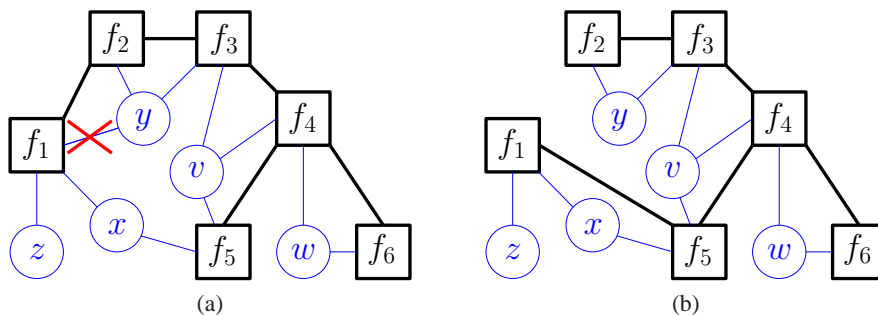 f₂ f₃ f₂ f₃
y f₄ y f₄
f₁ f₁
v v
x x
z f₅ w f₆ z f₅ w f₆
(a) (b)